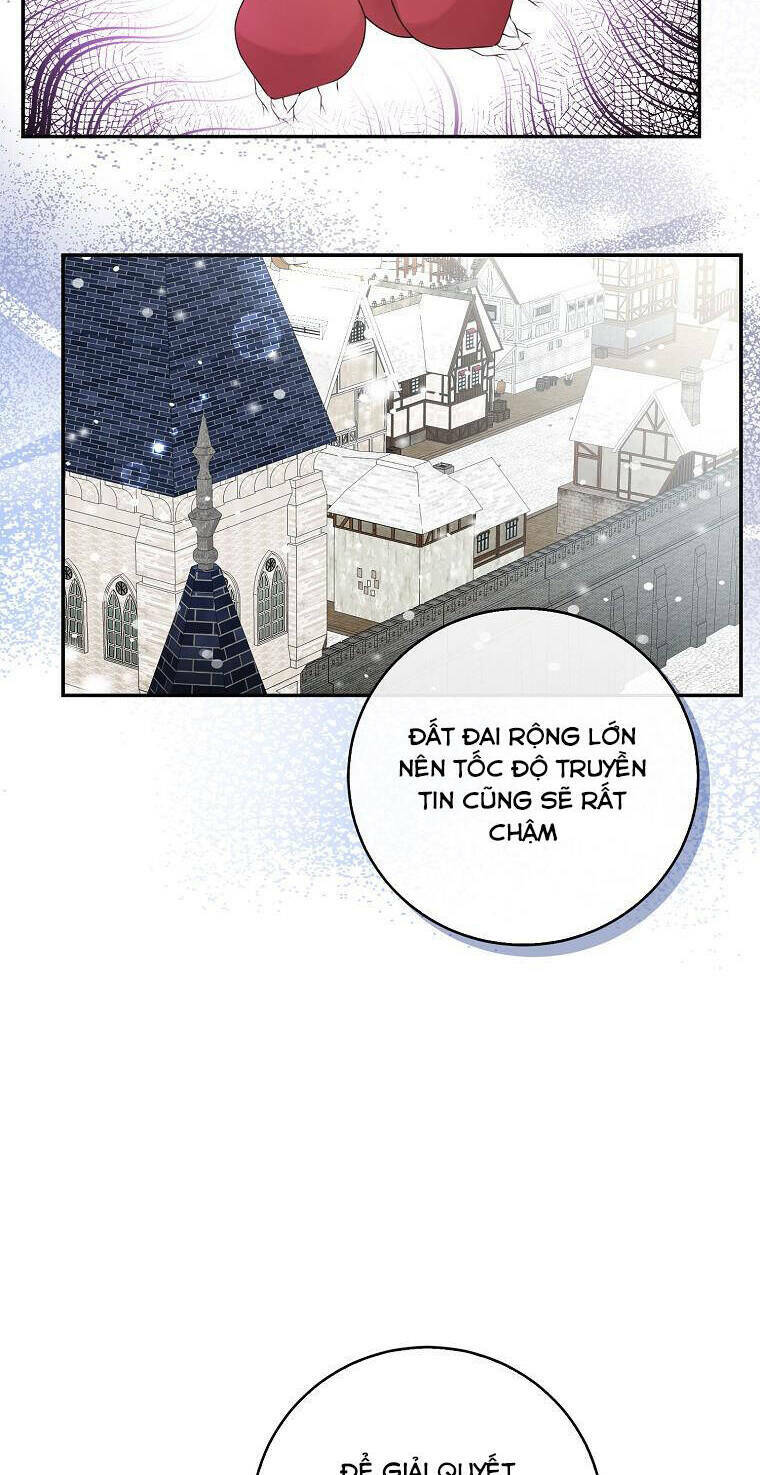 ĐẤT ĐAI RỘNG LỚN
NÊN TỐC ĐỘ TRUYỀN
TIN CŨNG SẼ RẤT
CHẬM
ĐỂ GIẢI QUYẾT